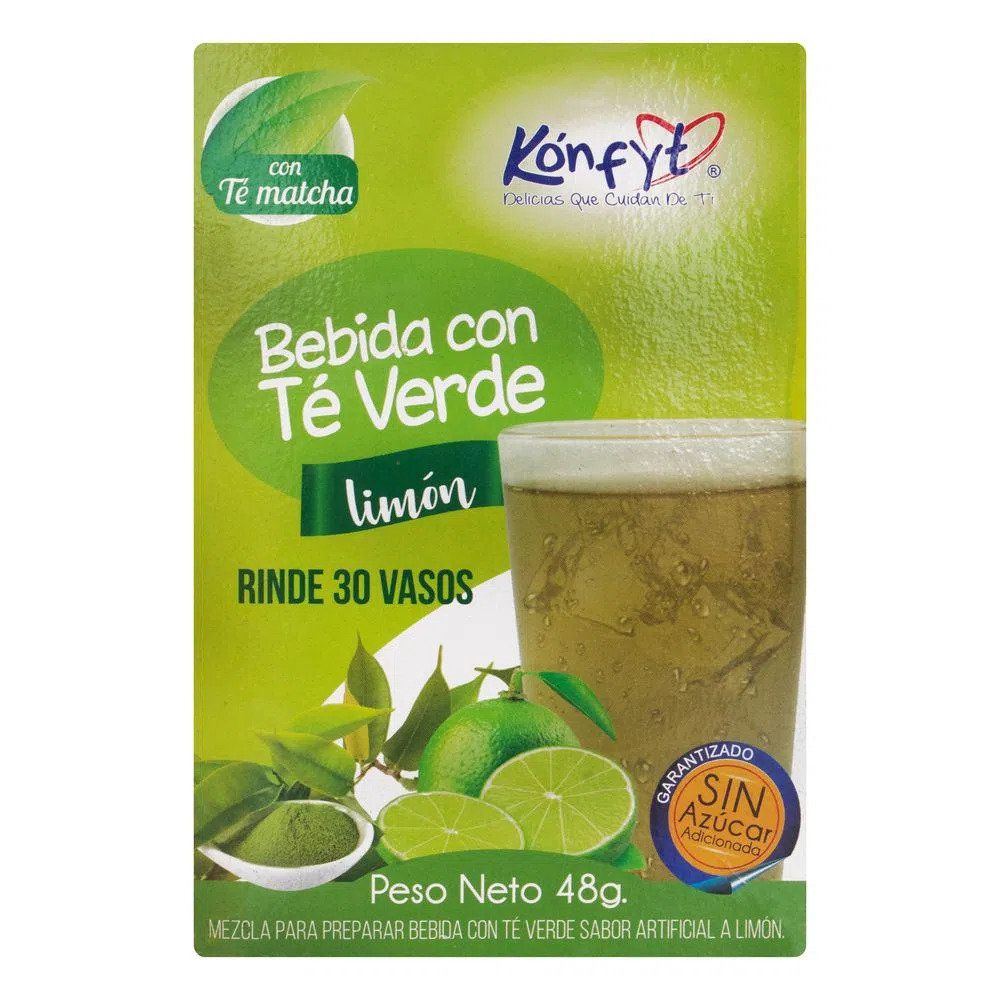 con
Té matcha
Kónfyt ®
Delicias Que Cuidan De Ti
Bebida con
Té Verde
limón
RINDE 30 VASOS
GARANTIZADO
SIN
Azúcar
Adicionada
Peso Neto 48g.
MEZCLA PARA PREPARAR BEBIDA CON TÉ VERDE SABOR ARTIFICIAL A LIMÓN.